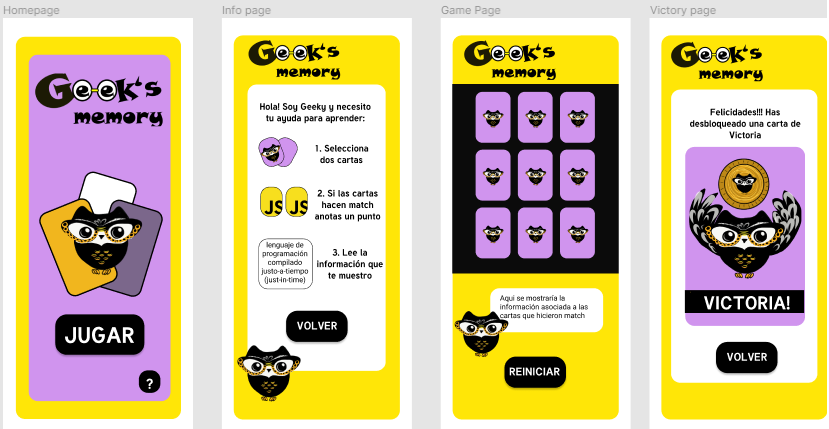 Homepage
Info page
Game Page
Victory page
Geek's
memory
JUGAR
?
Geek's
memory
Hola! Soy Geeky y necesito
tu ayuda para aprender:
1. Selecciona
dos cartas
JS JS
2. Si las cartas
hacen match
anotas un punto
lenguaje de
programación
compilado
justo-a-tiempo
(just-in-time)
3. Lee la
información que
te muestro
VOLVER
Geek's
memory
Aqui se mostraría la
información asociada a las
cartas que hicieron match
REINICIAR
Geek's
memory
Felicidades!!! Has
desbloqueado una carta de
Victoria
VICTORIA!
VOLVER